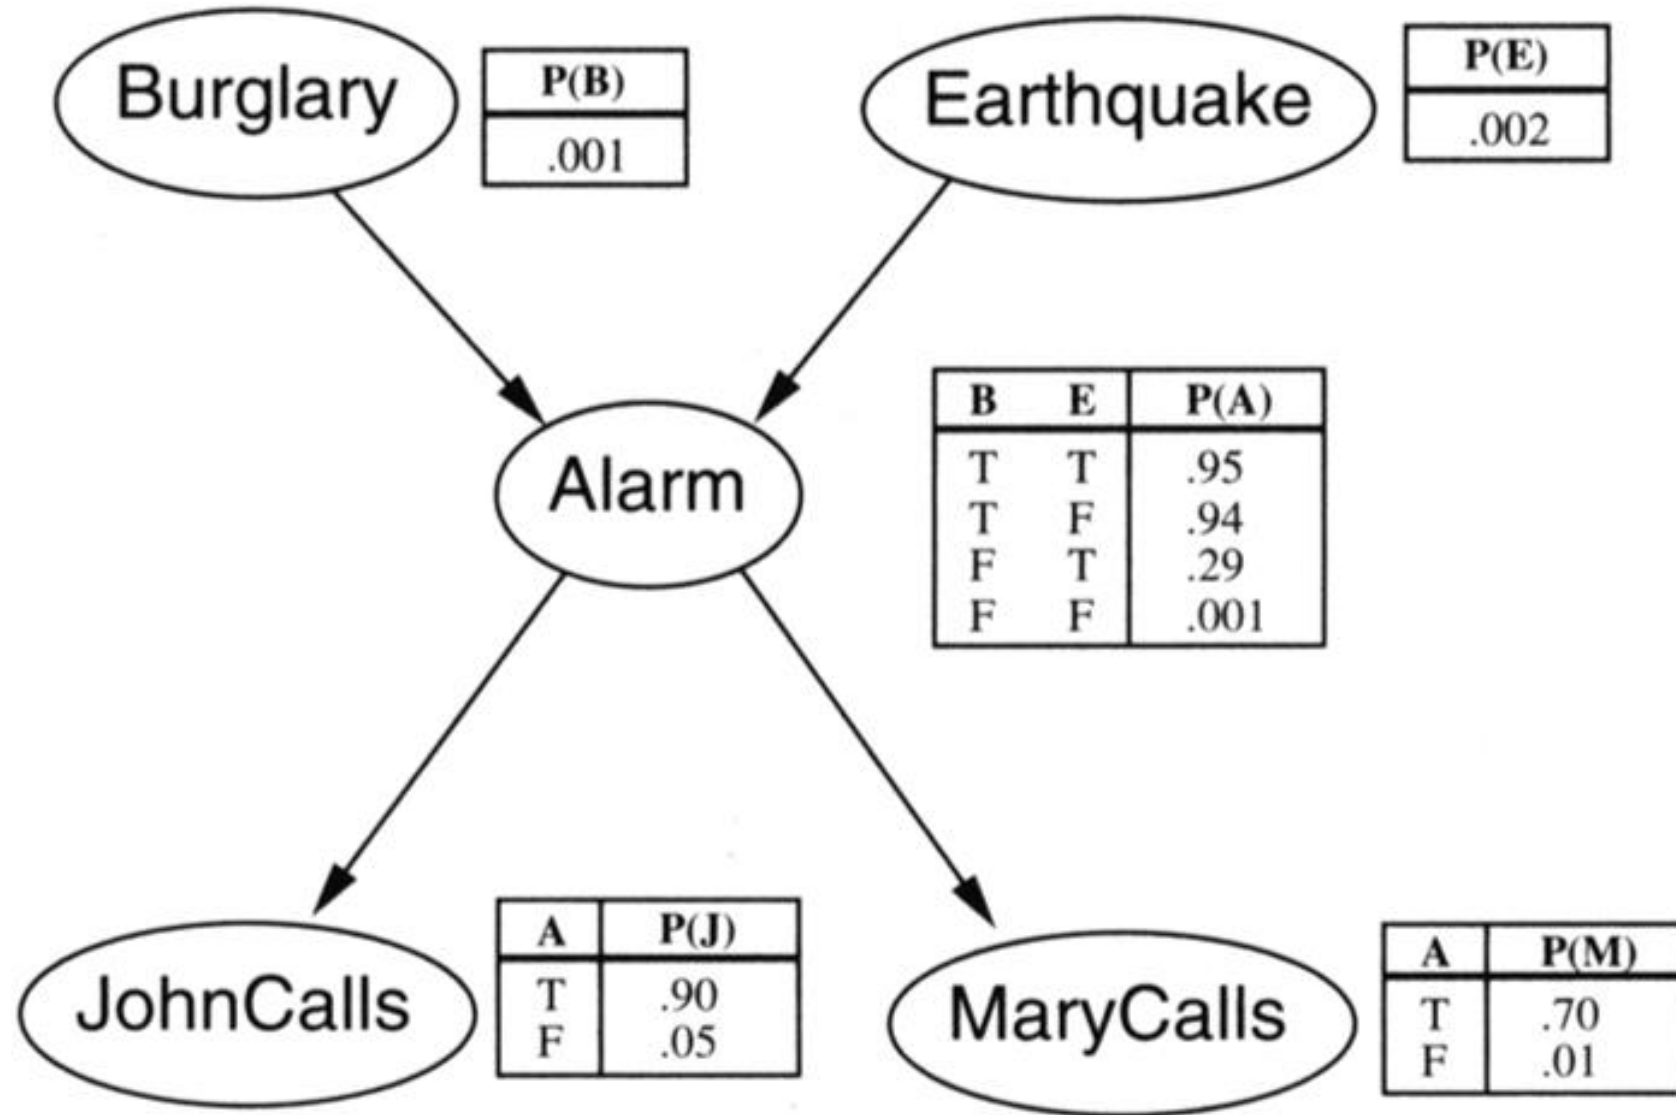 Burglary
P(B)
.001
Earthquake
P(E)
.002
Alarm
B E P(A)
T T .95
T F .94
F T .29
F F .001
JohnCalls
A P(J)
T .90
F .05
MaryCalls
A P(M)
T .70
F .01